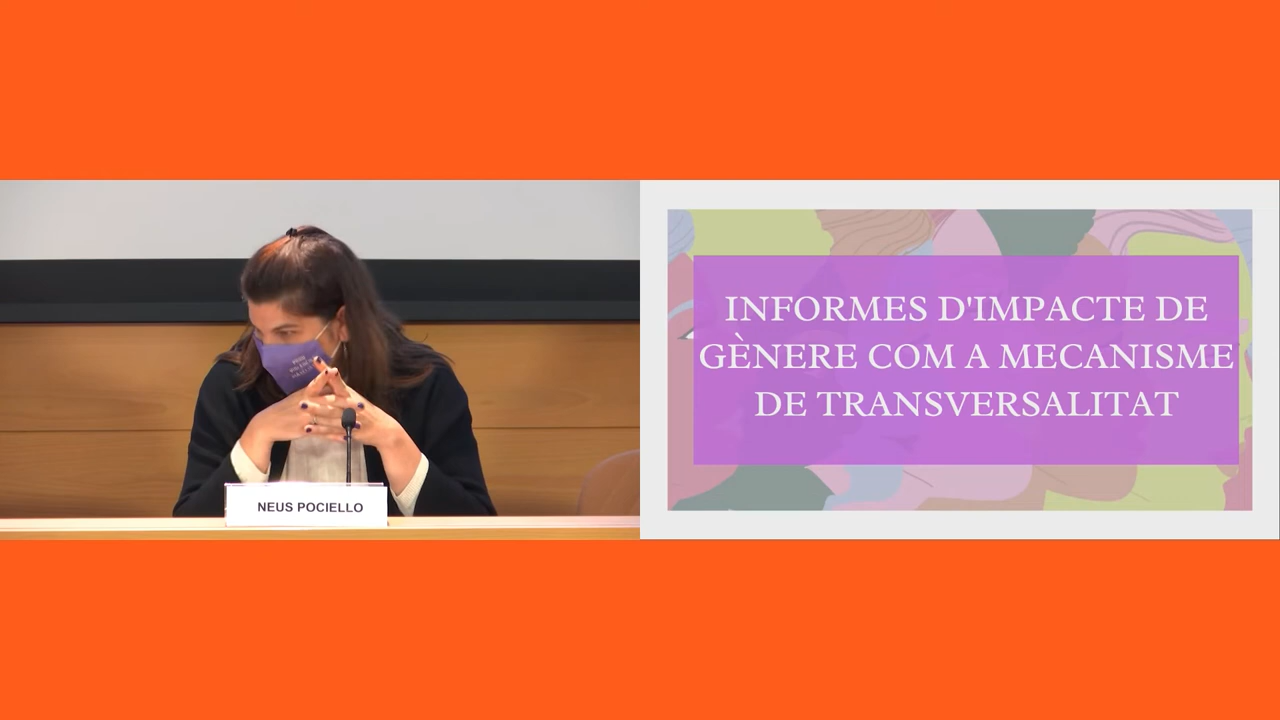 NEUS POCIELLO
INFORMES D'IMPACTE DE
GÈNERE COM A MECANISME
DE TRANSVERSALITAT